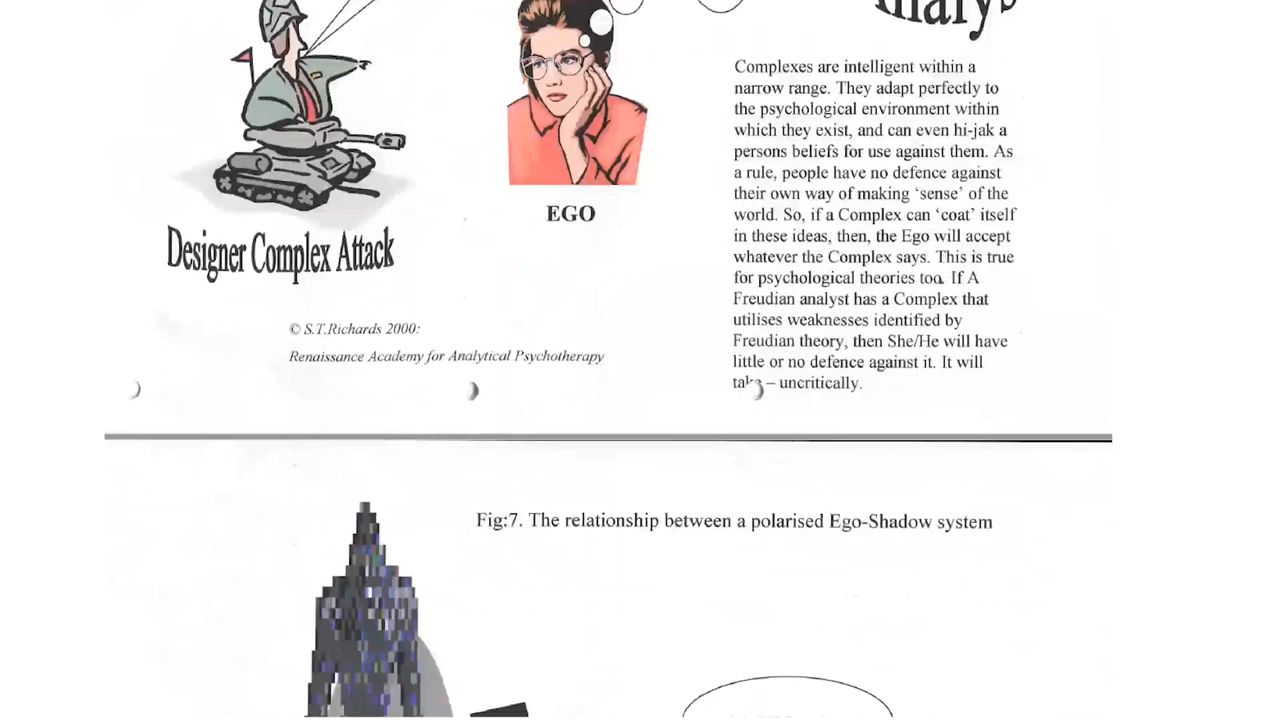 Complexes are intelligent within a
narrow range. They adapt perfectly to
the psychological environment within
which they exist, and can even hi-jak a
persons beliefs for use against them. As
a rule, people have no defence against
their own way of making ‘sense’ of the
world. So, if a Complex can ‘coat’ itself
in these ideas, then, the Ego will accept
whatever the Complex says. This is true
for psychological theories too. If A
Freudian analyst has a Complex that
utilises weaknesses identified by
Freudian theory, then She/He will have
little or no defence against it. It will
– uncritically.
EGO
Designer Complex Attack
© S.T.Richards 2000:
Renaissance Academy for Analytical Psychotherapy
Fig:7. The relationship between a polarised Ego-Shadow system